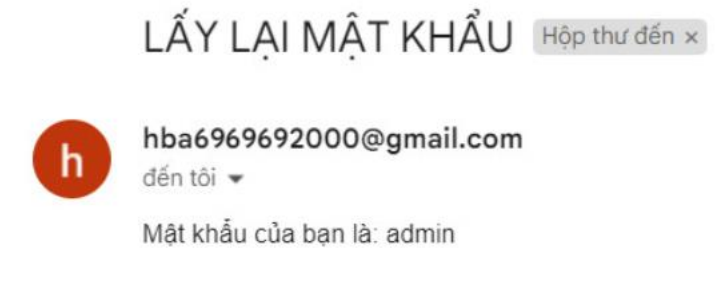 LẤY LẠI MẬT KHẨU Hộp thư đến ×
h
hba6969692000@gmail.com
đến tôi
Mật khẩu của bạn là: admin